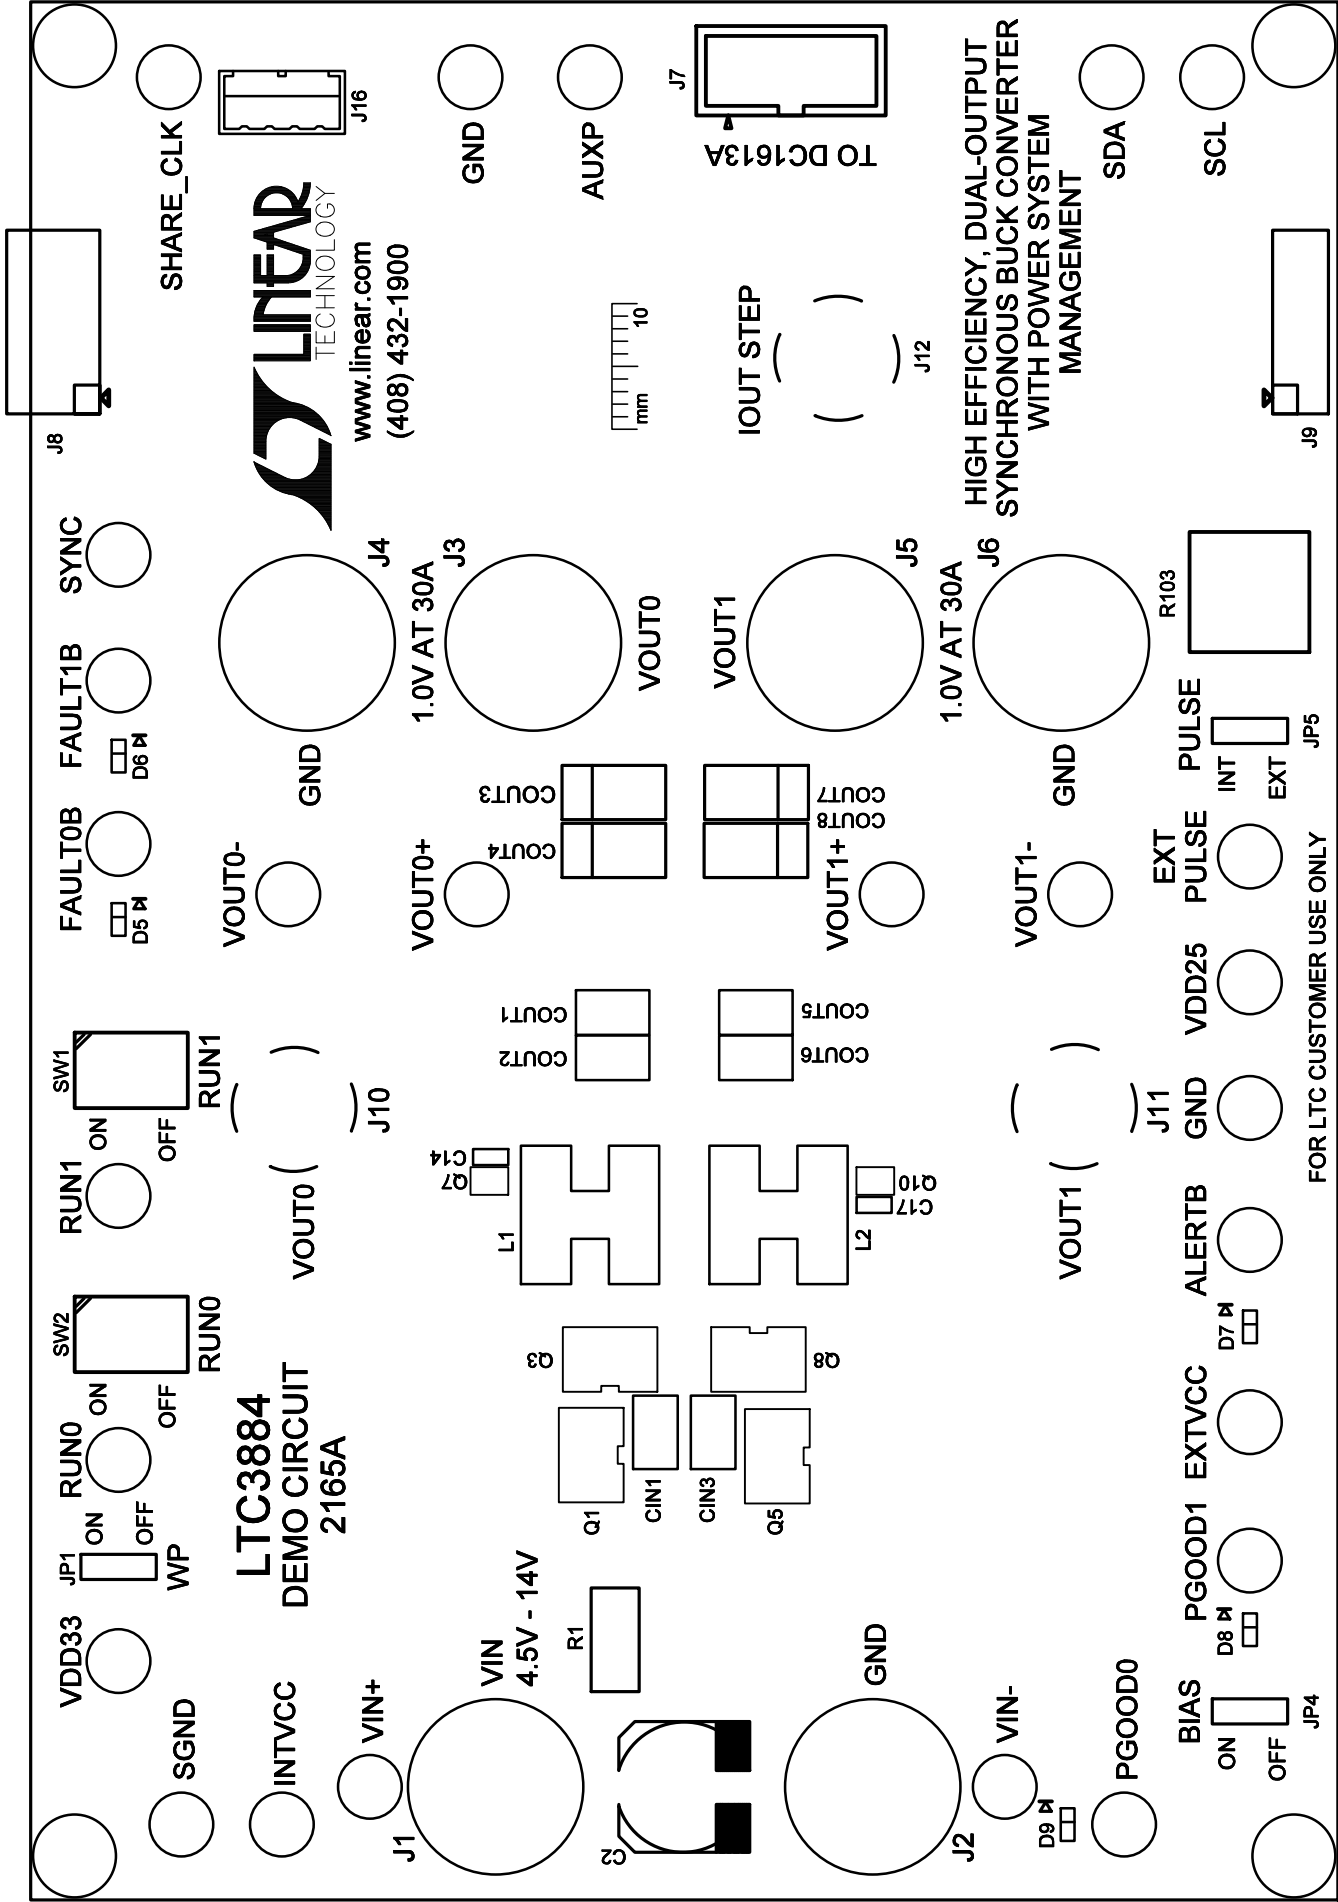 SHARE_CLK
J16
GND
AUXP
J7
TO DC1613A
SDA
SCL
J8
LINEAR
TECHNOLOGY
www.linear.com
(408) 432-1900
mm
10
IOUT STEP
J12
HIGH EFFICIENCY, DUAL-OUTPUT
SYNCHRONOUS BUCK CONVERTER
WITH POWER SYSTEM
MANAGEMENT
J9
SYNC
FAULT1B
D6
FAULT0B
D5
J4
1.0V AT 30A
J3
VOUT0
GND
VOUT1
J5
1.0V AT 30A
J6
GND
R103
PULSE
INT
EXT
JP5
COUT3
COUT4
COUT7
COUT8
VOUT0-
VOUT0+
VOUT1+
VOUT1-
EXT
PULSE
VDD25
FOR LTC CUSTOMER USE ONLY
SW1
ON
OFF
RUN1
RUN1
J10
VOUT0
COUT1
COUT2
COUT5
COUT6
J11
VOUT1
GND
C14
Q7
L1
Q10
C17
L2
ALERTB
D7
SW2
ON
OFF
RUN0
RUN0
LTC3884
DEMO CIRCUIT
2165A
Q3
Q8
Q1
CIN1
CIN3
Q5
EXTVCC
PGOOD1
D8
JP1
ON
OFF
WP
VDD33
SGND
INTVCC
VIN+
J1
VIN
4.5V - 14V
R1
C2
GND
J2
VIN-
D9
PGOOD0
BIAS
ON
OFF
JP4